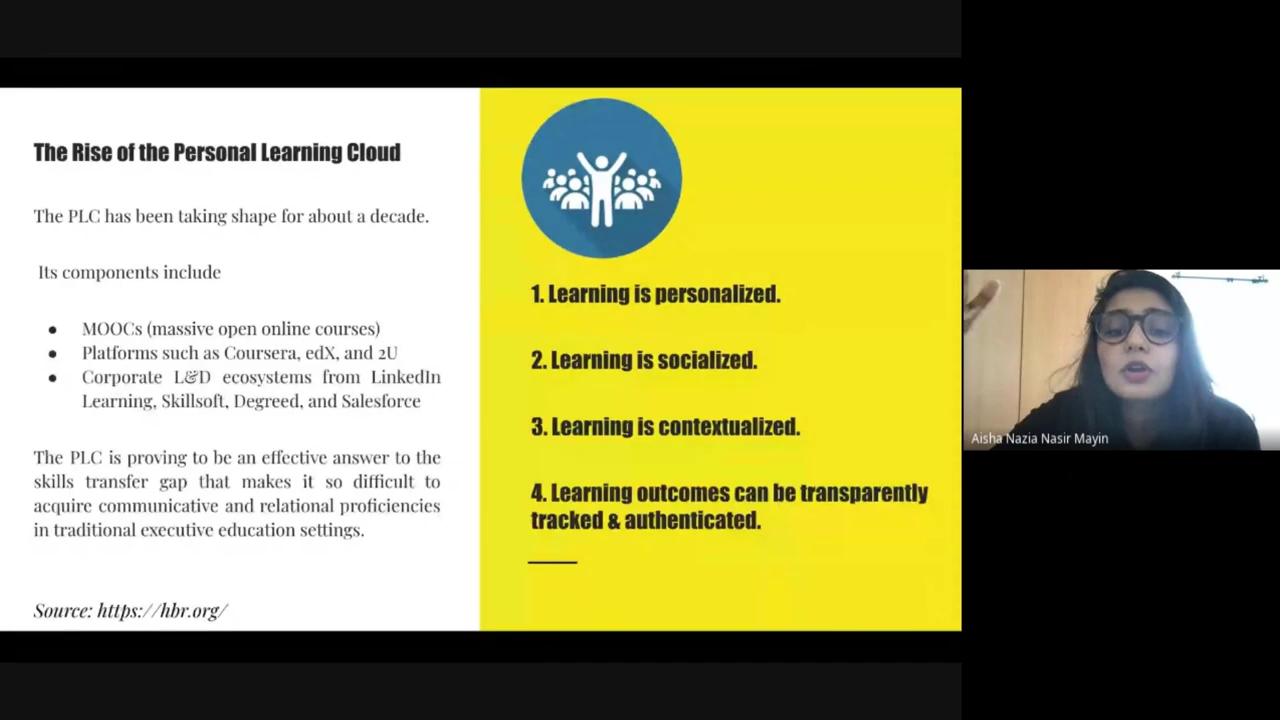 The Rise of the Personal Learning Cloud
The PLC has been taking shape for about a decade.
Its components include
● MOOCs (massive open online courses)
● Platforms such as Coursera, edX, and 2U
● Corporate L&D ecosystems from LinkedIn
Learning, Skillsoft, Degreed, and Salesforce
The PLC is proving to be an effective answer to the
skills transfer gap that makes it so difficult to
acquire communicative and relational proficiencies
in traditional executive education settings.
Source: https://hbr.org/
1. Learning is personalized.
2. Learning is socialized.
3. Learning is contextualized.
4. Learning outcomes can be transparently
tracked & authenticated.
Aisha Nazia Nasir Mayin